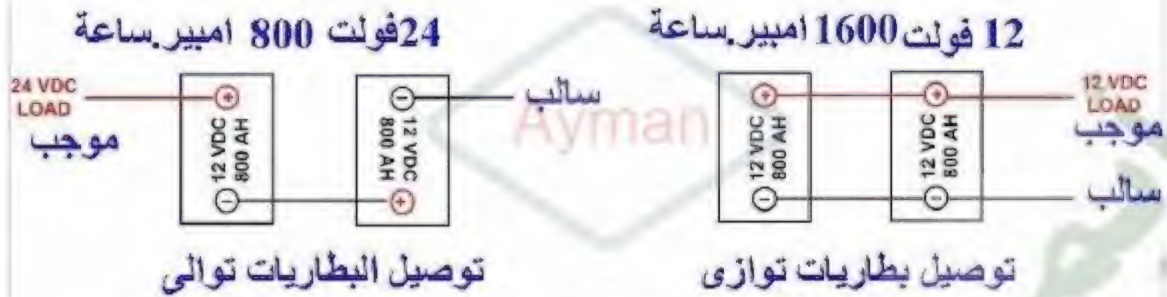 12 فولت 1600 امبير.ساعة
12 VDC
LOAD
موجب
سالب
12 VDC
800 AH
12 VDC
800 AH
توصيل بطاريات توازى
24فولت 800 امبير.ساعة
24 VDC
LOAD
موجب
سالب
12 VDC
800 AH
12 VDC
800 AH
توصيل البطاريات توالى
Ayman